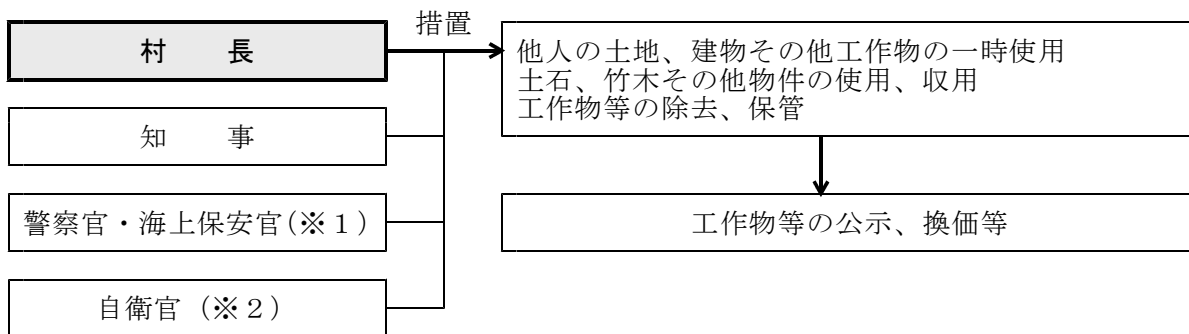 村　　長
措置
他人の土地、建物その他工作物の一時使用
土石、竹木その他物件の使用、収用
工作物等の除去、保管
知　　事
警察官・海上保安官(※１)
工作物等の公示、換価等
自衛官（※２）